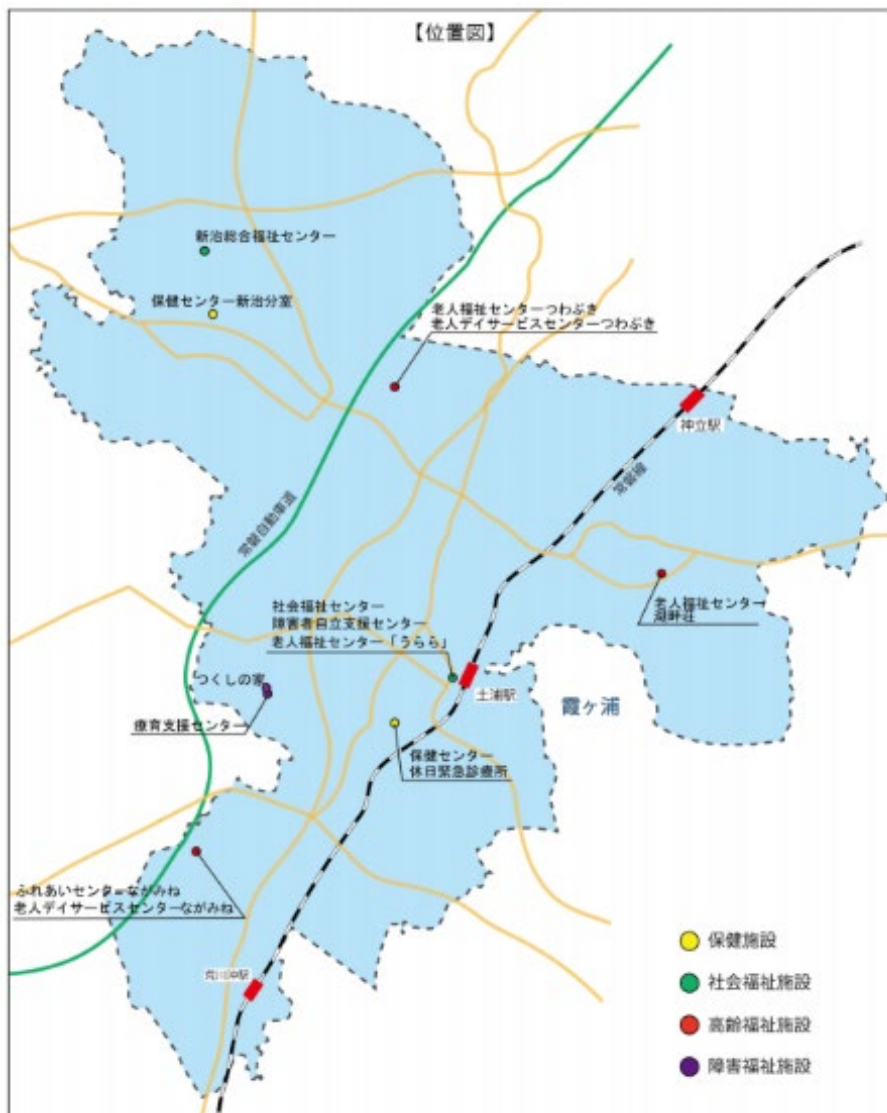 【位置図】
新治総合福祉センター
保健センター新治分室
老人福祉センターつわぶき
老人デイサービスセンターつわぶき
神立駅
常磐線
常磐自動車道
老人福祉センター
湖畔荘
社会福祉センター
障害者自立支援センター
老人福祉センター「うらら」
つくしの家
土浦駅
霞ヶ浦
療育支援センター
保健センター
休日緊急診療所
ふれあいセンターながみね
老人デイサービスセンターながみね
荒川沖駅
保健施設
社会福祉施設
高齢福祉施設
障害福祉施設